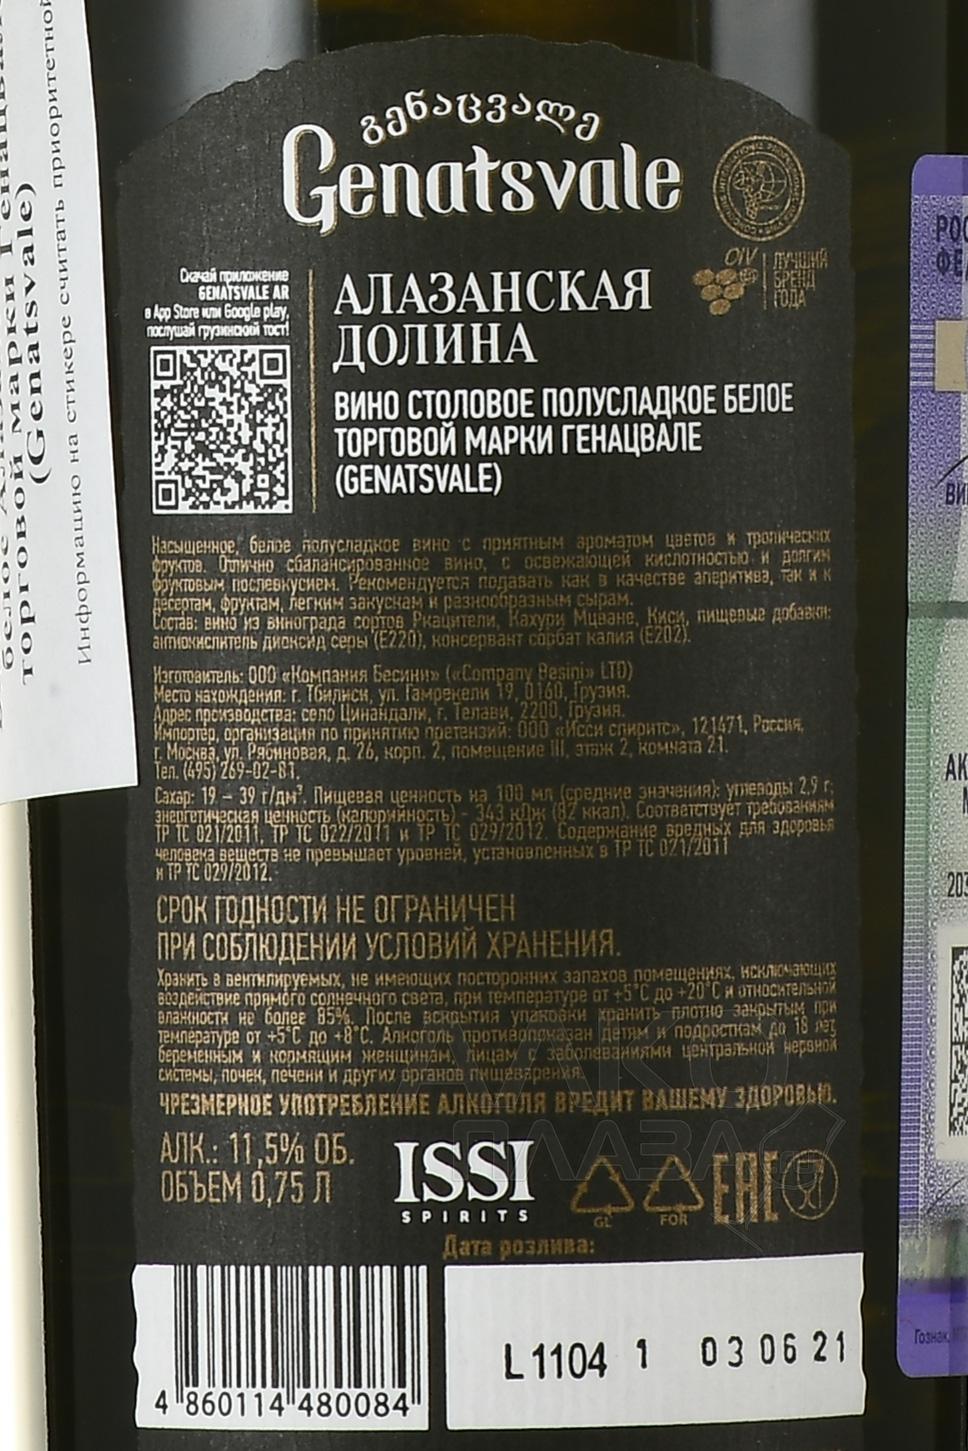 გენაცვალე
Genatsvale
OIV
ЛУЧШИЙ
БРЕНД
ГОДА
Скачай приложение
GENATSVALE AR
в App Store или Google play,
послушай грузинский тост!
АЛАЗАНСКАЯ
ДОЛИНА
ВИНО СТОЛОВОЕ ПОЛУСЛАДКОЕ БЕЛОЕ
ТОРГОВОЙ МАРКИ ГЕНАЦВАЛЕ
(GENATSVALE)
Насыщенное, белое полусладкое вино с приятным ароматом цветов и тропических
фруктов. Отлично сбалансированное вино, с освежающей кислотностью и долгим
фруктовым послевкусием. Рекомендуется подавать как в качестве аперитива, так и к
десертам, фруктам, легким закускам и разнообразным сырам.
Состав: вино из винограда сортов Ркацители, Кахури Мцване, Киси, пищевые добавки:
антиокислитель диоксид серы (Е220), консервант сорбат калия (Е202).
Изготовитель: ООО «Компания Бесини» («Company Besini» LTD)
Место нахождения: г. Тбилиси, ул. Гамрекели 19, 0160, Грузия.
Адрес производства: село Цинандали, г. Телави, 2200, Грузия.
Импортер, организация по принятию претензий: ООО «Исси спиритс», 121471, Россия,
г. Москва, ул. Рябиновая, д. 26, корп. 2, помещение III, этаж 2, комната 21.
Тел. (495) 269-02-81.
Сахар: 19 – 39 г/дм³. Пищевая ценность на 100 мл (средние значения): углеводы 2,9 г;
энергетическая ценность (калорийность) - 343 кДж (82 ккал). Соответствует требованиям
ТР ТС 021/2011, ТР ТС 022/2011 и ТР ТС 029/2012. Содержание вредных для здоровья
человека веществ не превышает уровней, установленных в ТР ТС 021/2011
и ТР ТС 029/2012.
СРОК ГОДНОСТИ НЕ ОГРАНИЧЕН
ПРИ СОБЛЮДЕНИИ УСЛОВИЙ ХРАНЕНИЯ.
Хранить в вентилируемых, не имеющих посторонних запахов помещениях, исключающих
воздействие прямого солнечного света, при температуре от +5°С до +20°С и относительной
влажности не более 85%. После вскрытия упаковки хранить плотно закрытым при
температуре от +5°С до +8°С. Алкоголь противопоказан детям и подросткам до 18 лет,
беременным и кормящим женщинам, лицам с заболеваниями центральной нервной
системы, почек, печени и других органов пищеварения.
ЧРЕЗМЕРНОЕ УПОТРЕБЛЕНИЕ АЛКОГОЛЯ ВРЕДИТ ВАШЕМУ ЗДОРОВЬЮ.
АЛК.: 11,5% ОБ.
ОБЪЕМ 0,75 Л
ISSI
SPIRITS
GL
FOR
EAC
Дата розлива:
L1104 1 03 06 21
4 860114 480084
торговой марки Генацвале
(Genatsvale)
Информацию на стикере считать приоритетной
АЛКО
ПЛАЗА